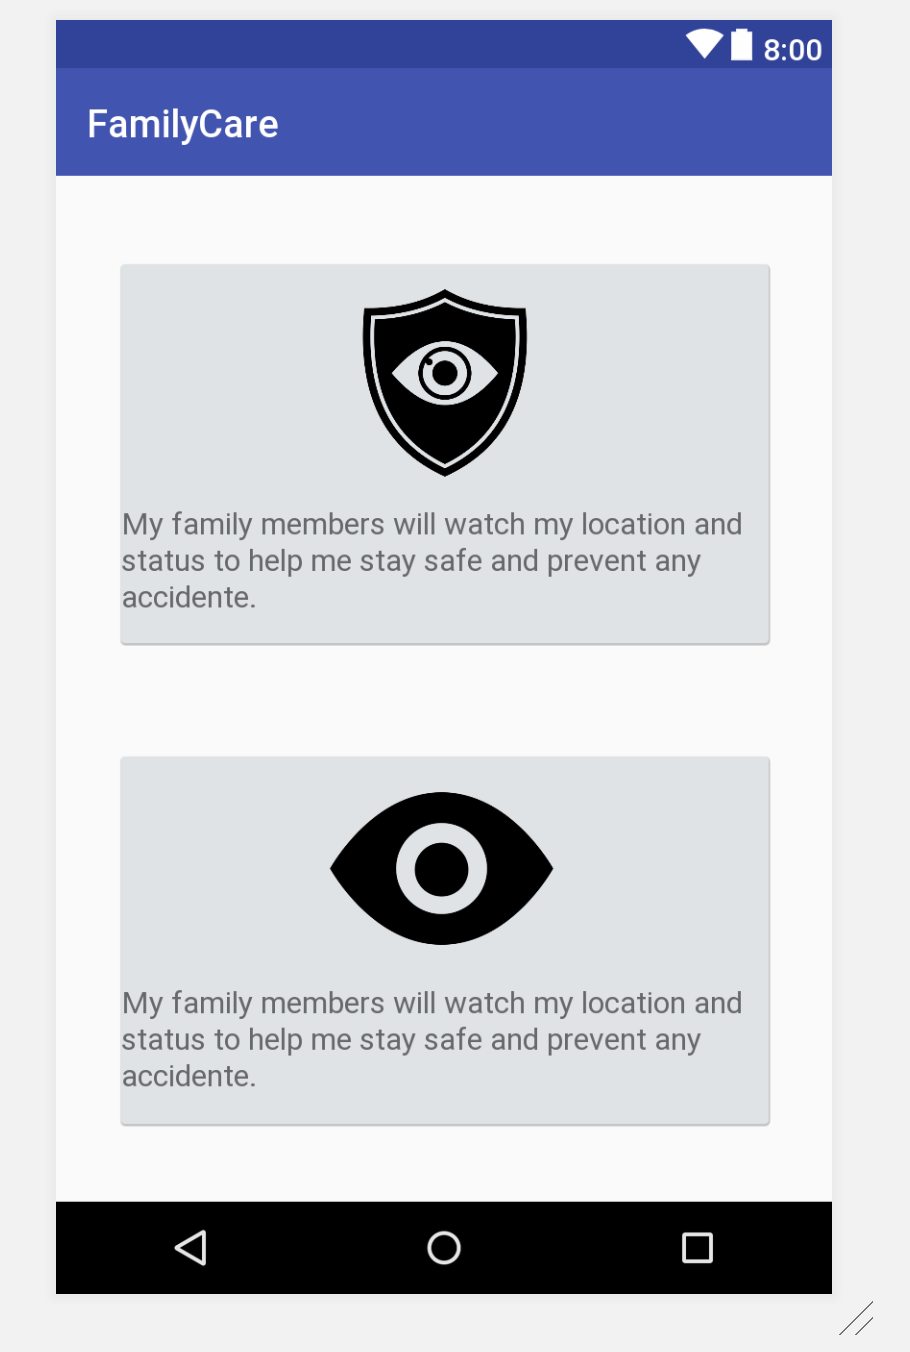 8:00
FamilyCare
My family members will watch my location and
status to help me stay safe and prevent any
accidente.
My family members will watch my location and
status to help me stay safe and prevent any
accidente.